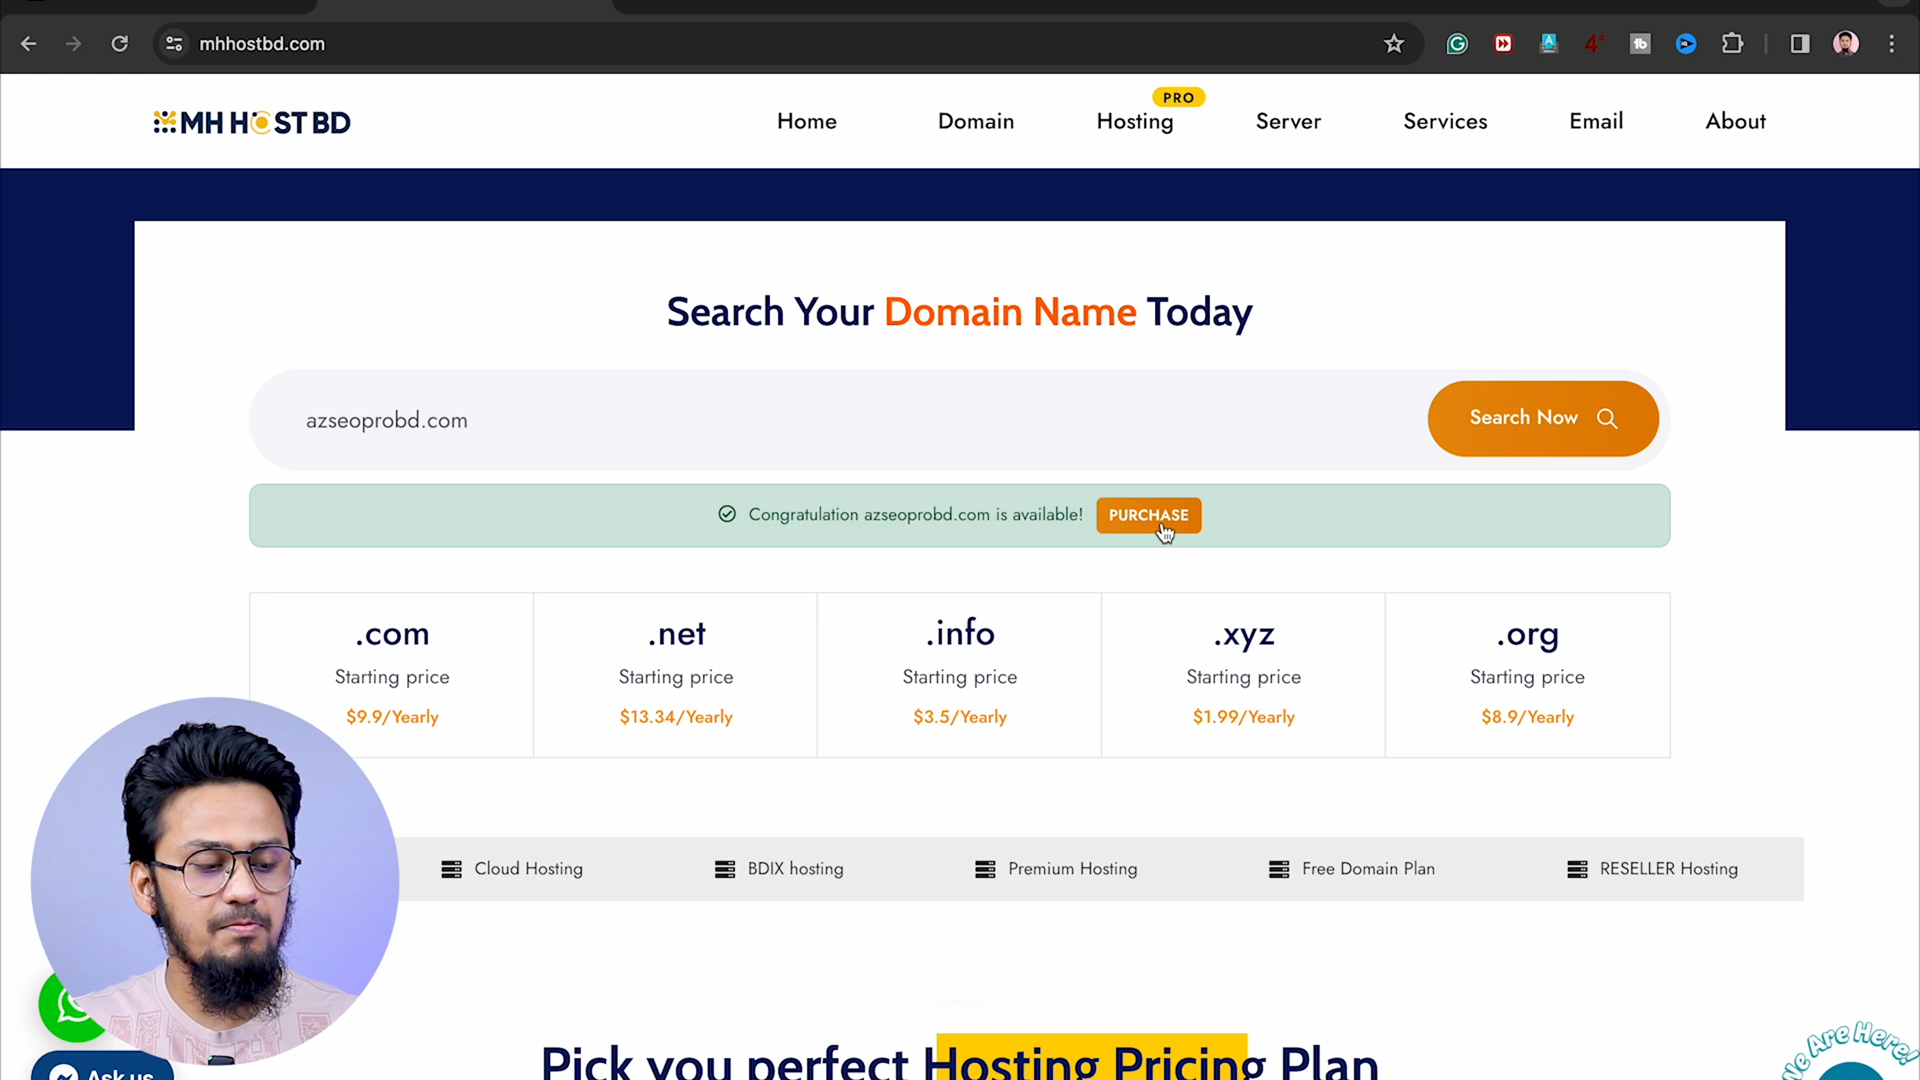 mhhostbd.com
MH HOST BD
PRO
Home Domain Hosting Server Services Email About
Search Your Domain Name Today
azseoprobd.com
Search Now
Congratulation azseoprobd.com is available! PURCHASE
.com .net .info .xyz .org
Starting price Starting price Starting price Starting price Starting price
$9.9/Yearly $13.34/Yearly $3.5/Yearly $1.99/Yearly $8.9/Yearly
Cloud Hosting BDIX hosting Premium Hosting Free Domain Plan RESELLER Hosting
We Are Here!
Pick you perfect Hosting Pricing Plan
Ask us